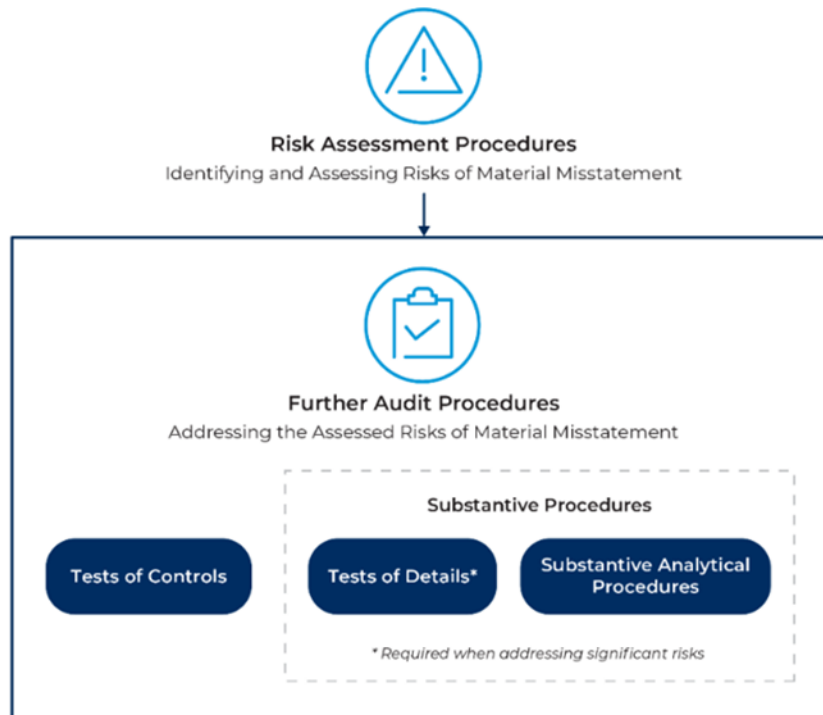 Risk Assessment Procedures
Identifying and Assessing Risks of Material Misstatement
Further Audit Procedures
Addressing the Assessed Risks of Material Misstatement
Substantive Procedures
Tests of Controls
Tests of Details*
Substantive Analytical
Procedures
* Required when addressing significant risks